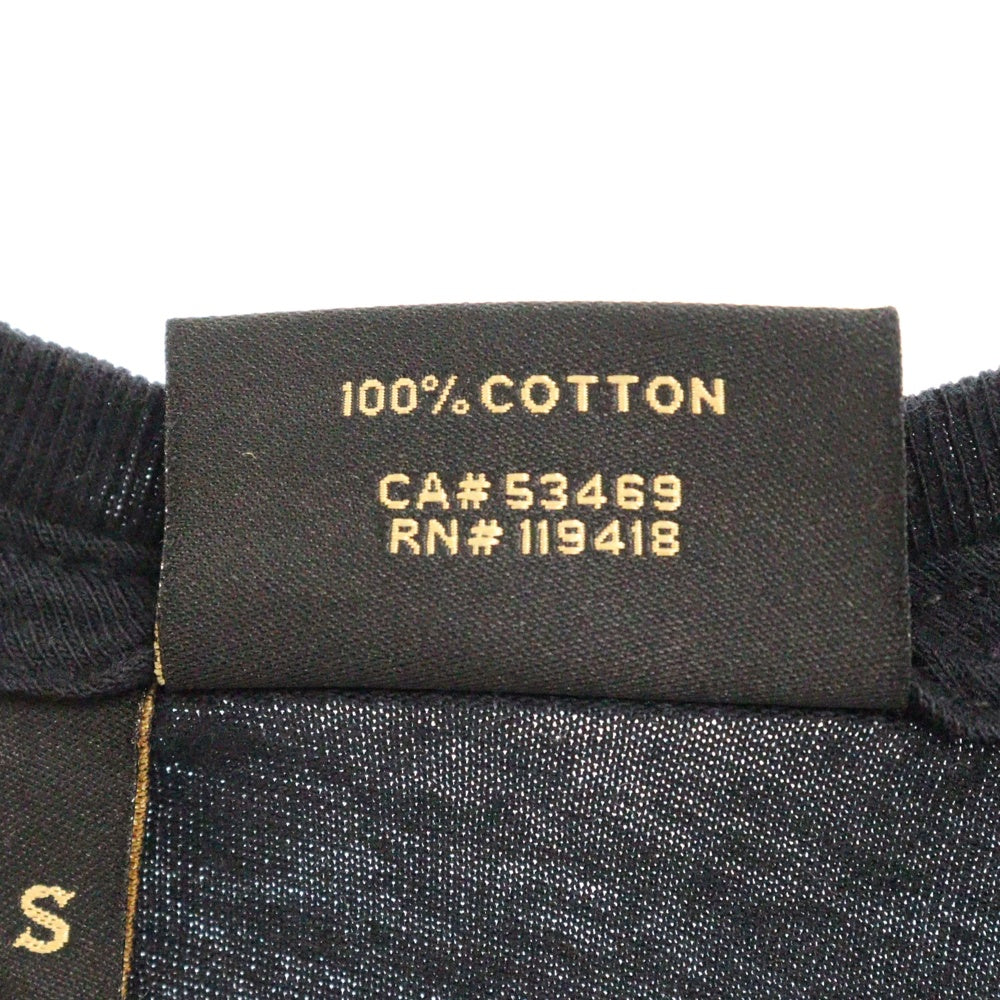 100% COTTON
CA# 53469
RN# 119418
S